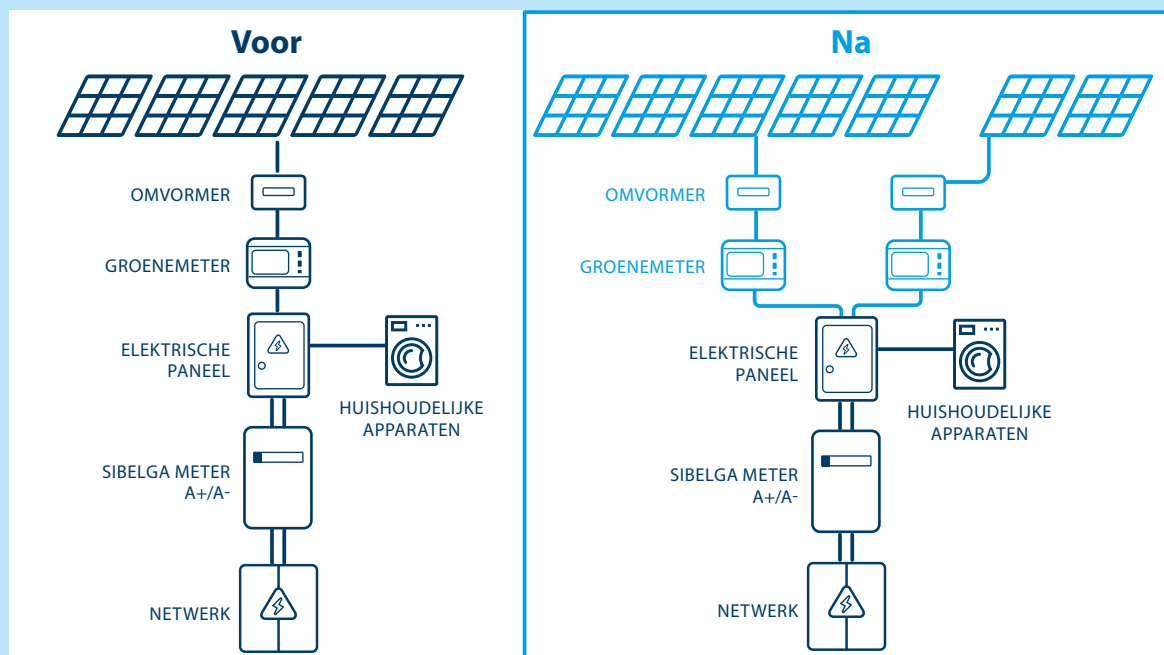 Voor
OMVORMER
GROENEMETER
ELEKTRISCHE
PANEEL
HUISHOUDELIJKE
APPARATEN
SIBELGA METER
A+/A-
NETWERK
Na
OMVORMER
GROENEMETER
ELEKTRISCHE
PANEEL
HUISHOUDELIJKE
APPARATEN
SIBELGA METER
A+/A-
NETWERK